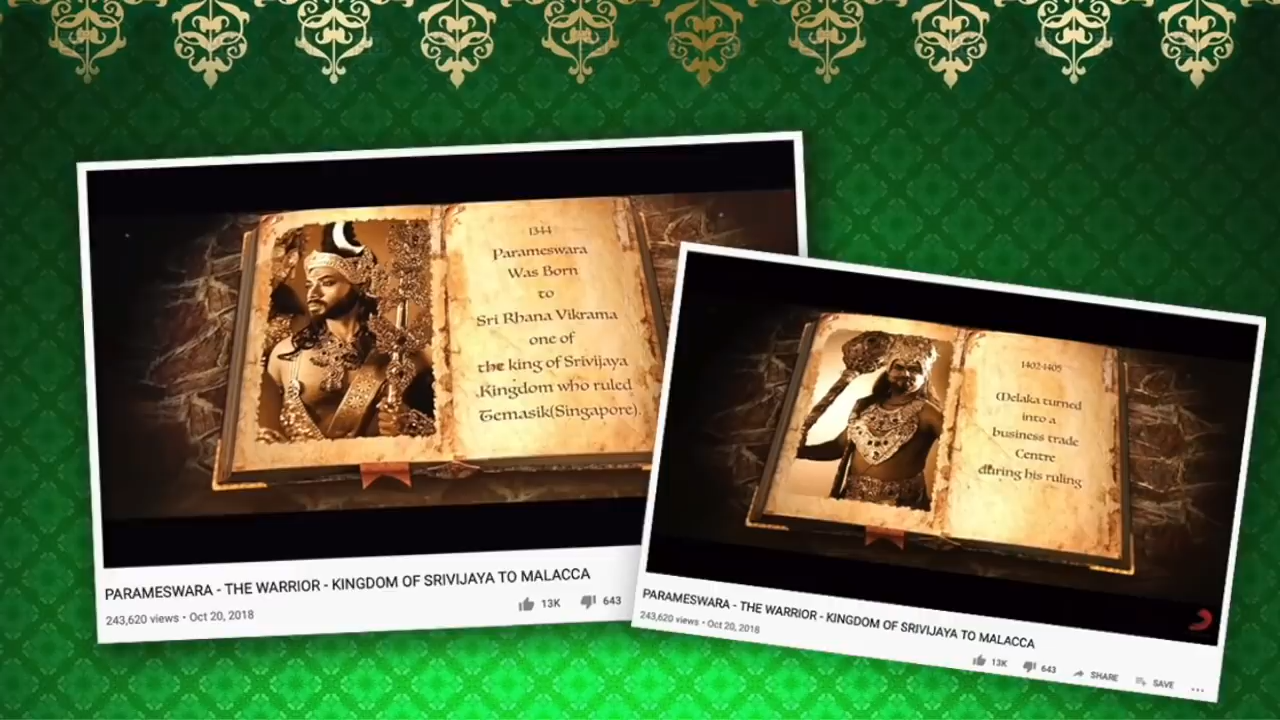 1344
Parameswara
Was Born
to
Sri Rhana Vikrama
one of
the king of Srivijaya
Kingdom who ruled
Temasik(Singapore).
PARAMESWARA - THE WARRIOR - KINGDOM OF SRIVIJAYA TO MALACCA
243,620 views • Oct 20, 2018
13K
643
1402-1405
Melaka turned
into a
business trade
Centre
during his ruling
PARAMESWARA - THE WARRIOR - KINGDOM OF SRIVIJAYA TO MALACCA
243,620 views • Oct 20, 2018
13K
643
SHARE
SAVE
...